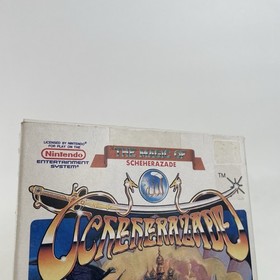 LICENSED BY NINTENDO®
FOR PLAY ON THE
Nintendo®
ENTERTAINMENT
SYSTEM®
THE MAGIC OF
SCHEHERAZADE
TM
SCHEHERAZADE